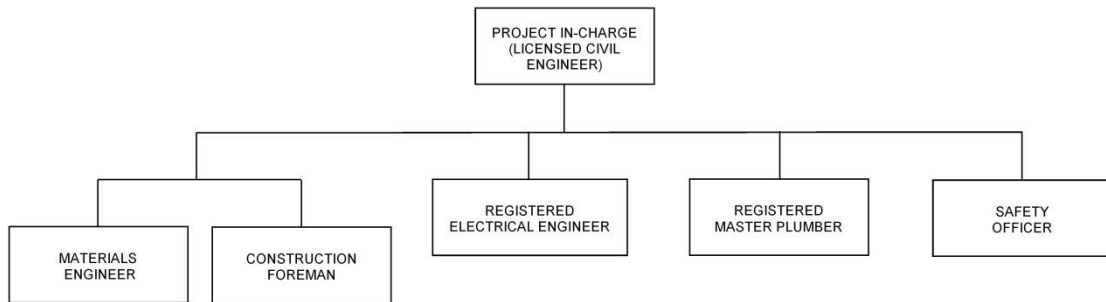 PROJECT IN-CHARGE
(LICENSED CIVIL
ENGINEER)
REGISTERED
ELECTRICAL ENGINEER
REGISTERED
MASTER PLUMBER
SAFETY
OFFICER
MATERIALS
ENGINEER
CONSTRUCTION
FOREMAN